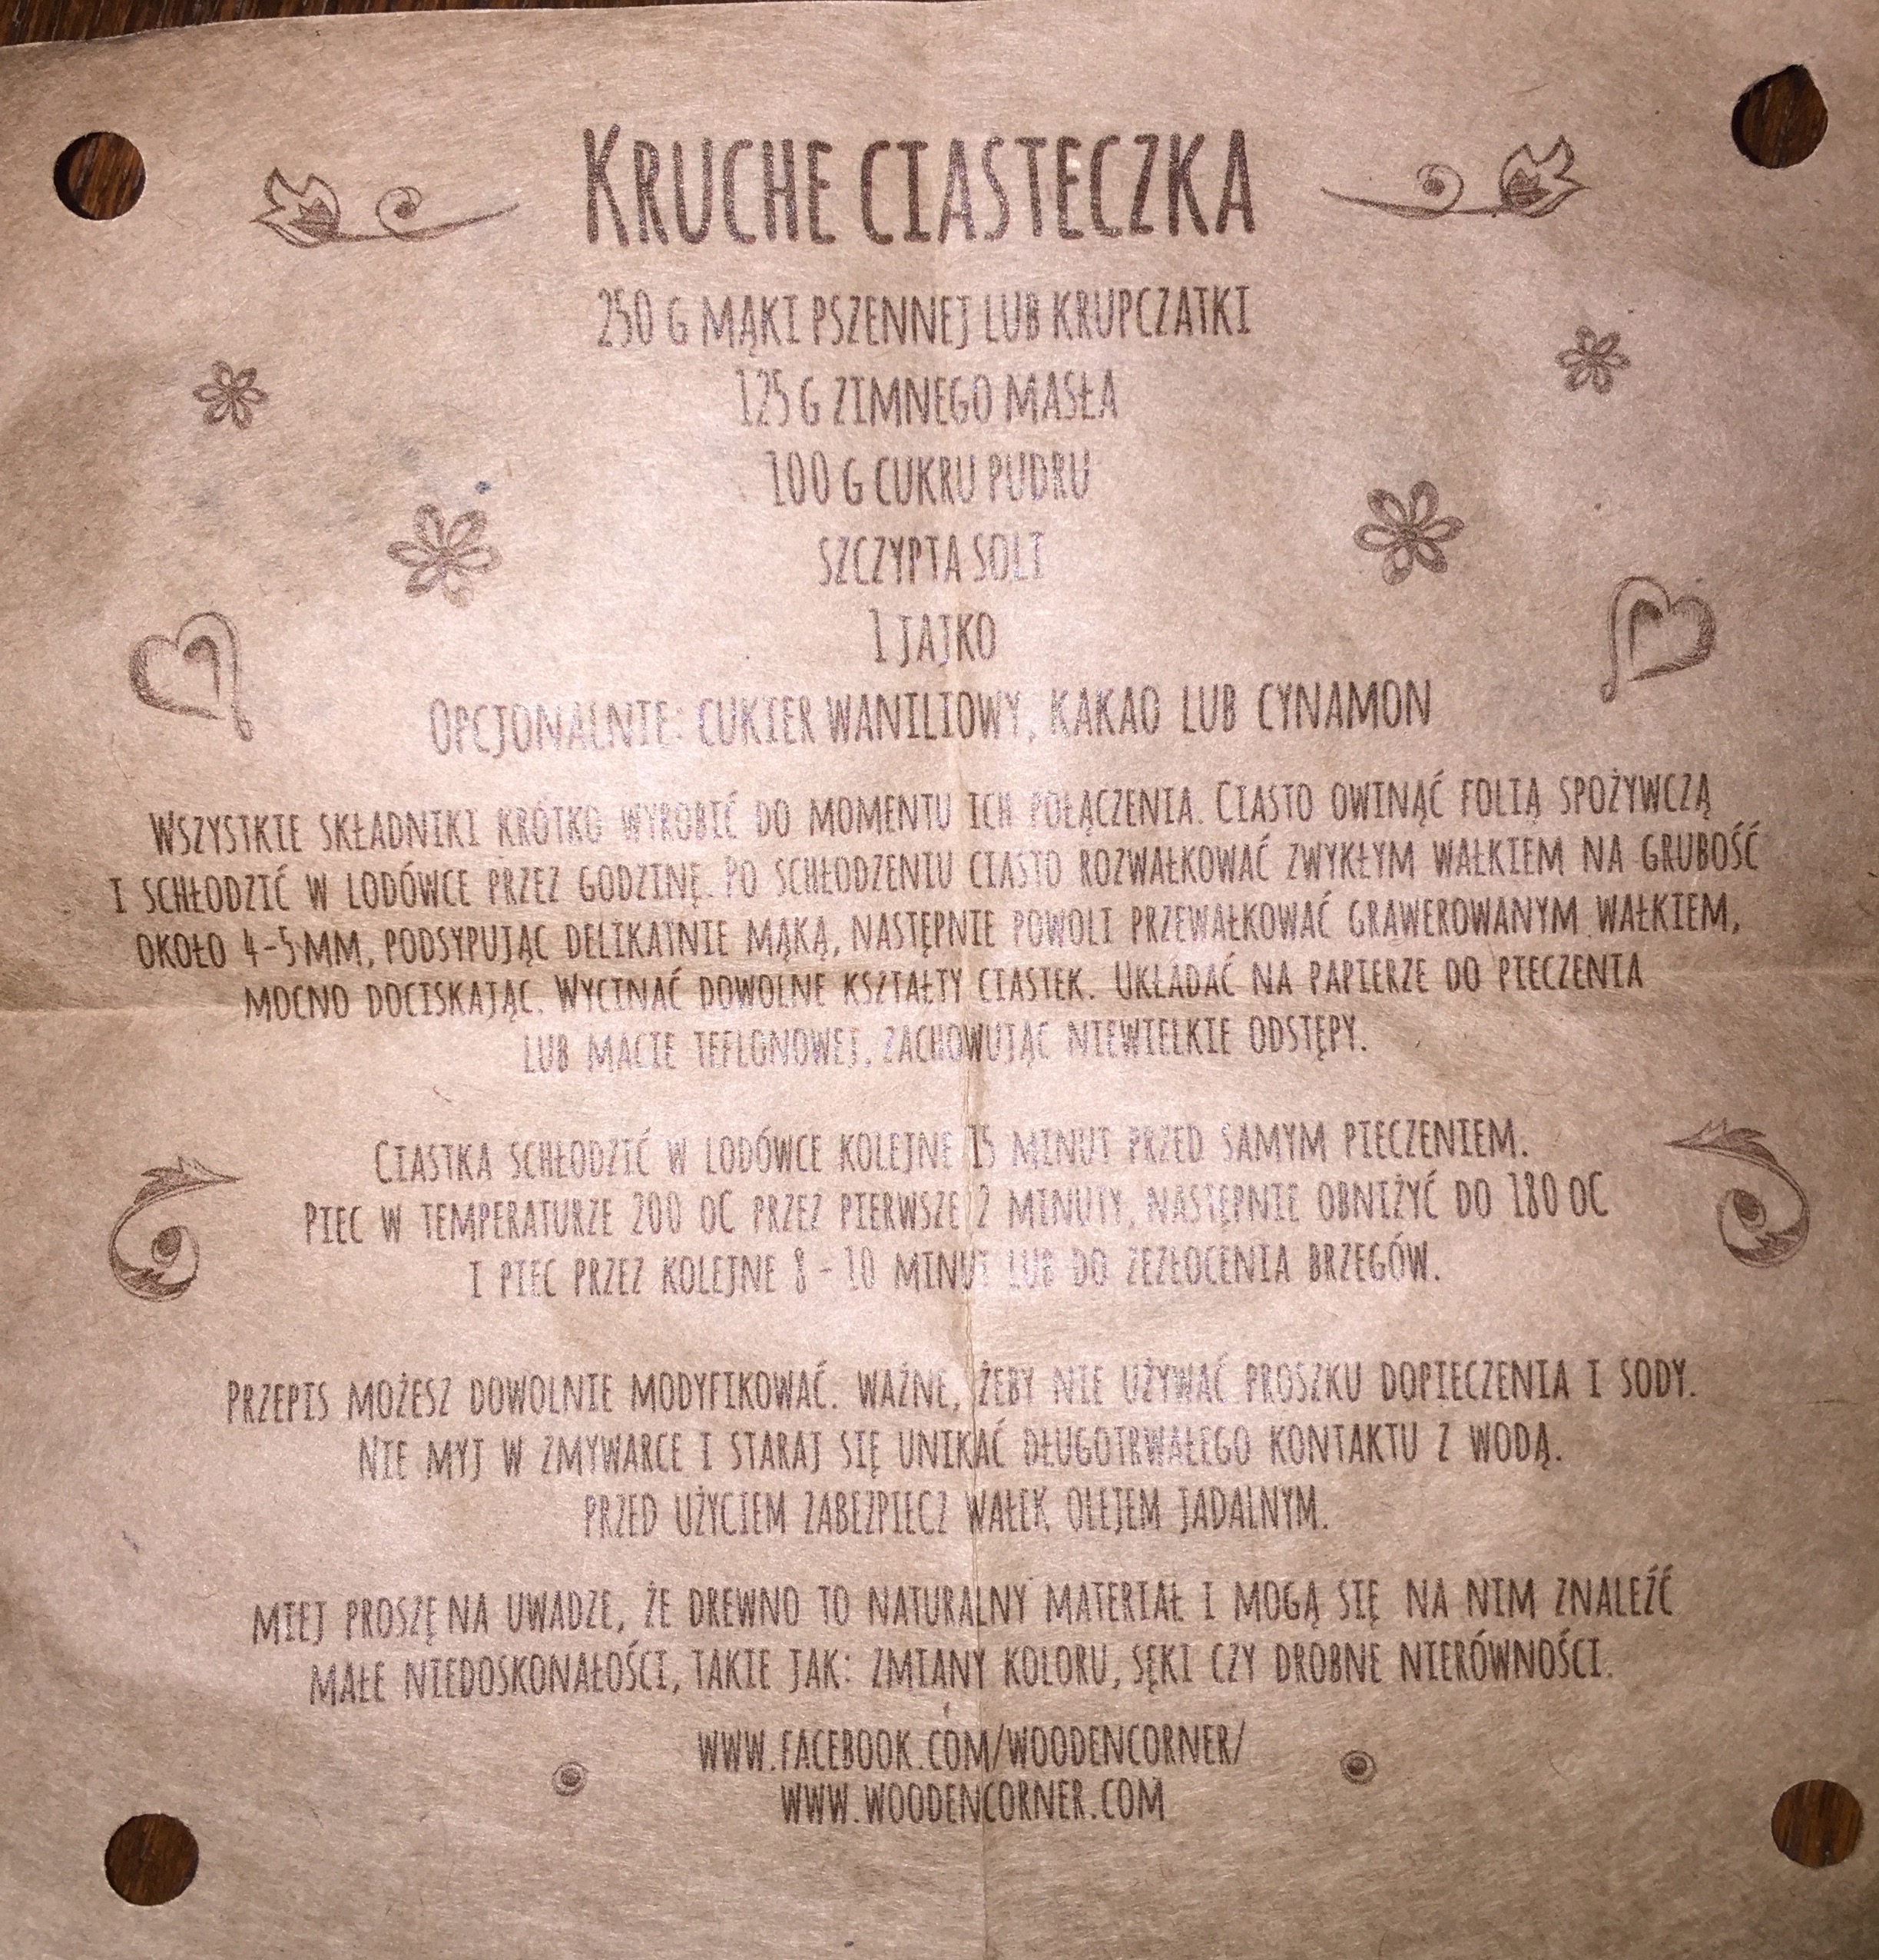 Kruche ciasteczka
250 g mąki pszennej lub krupczatki
125 g zimnego masła
100 g cukru pudru
szczypta soli
1 jajko
Opcjonalnie: cukier waniliowy, kakao lub cynamon
Wszystkie składniki krótko wyrobić do momentu ich połączenia. Ciasto owinąć folią spożywczą
i schłodzić w lodówce przez godzinę. Po schłodzeniu ciasto rozwałkować zwykłym wałkiem na grubość
około 4-5 mm, podsypując delikatnie mąką, następnie powoli przewałkować grawerowanym wałkiem,
mocno dociskając. Wycinać dowolne kształty ciastek. Układać na papierze do pieczenia
lub macie teflonowej, zachowując niewielkie odstępy.
Ciastka schłodzić w lodówce kolejne 15 minut przed samym pieczeniem.
Piec w temperaturze 200 oC przez pierwsze 2 minuty, następnie obniżyć do 180 oC
i piec przez kolejne 8 - 10 minut lub do zezłocenia brzegów.
Przepis możesz dowolnie modyfikować. Ważne, żeby nie używać proszku dopieczenia i sody.
Nie myj w zmywarce i staraj się unikać długotrwałego kontaktu z wodą.
przed użyciem zabezpiecz wałek olejem jadalnym.
miej proszę na uwadze, że drewno to naturalny materiał i mogą się na nim znaleźć
małe niedoskonałości, takie jak: zmiany koloru, sęki czy drobne nierówności.
www.facebook.com/woodencorner/
www.woodencorner.com